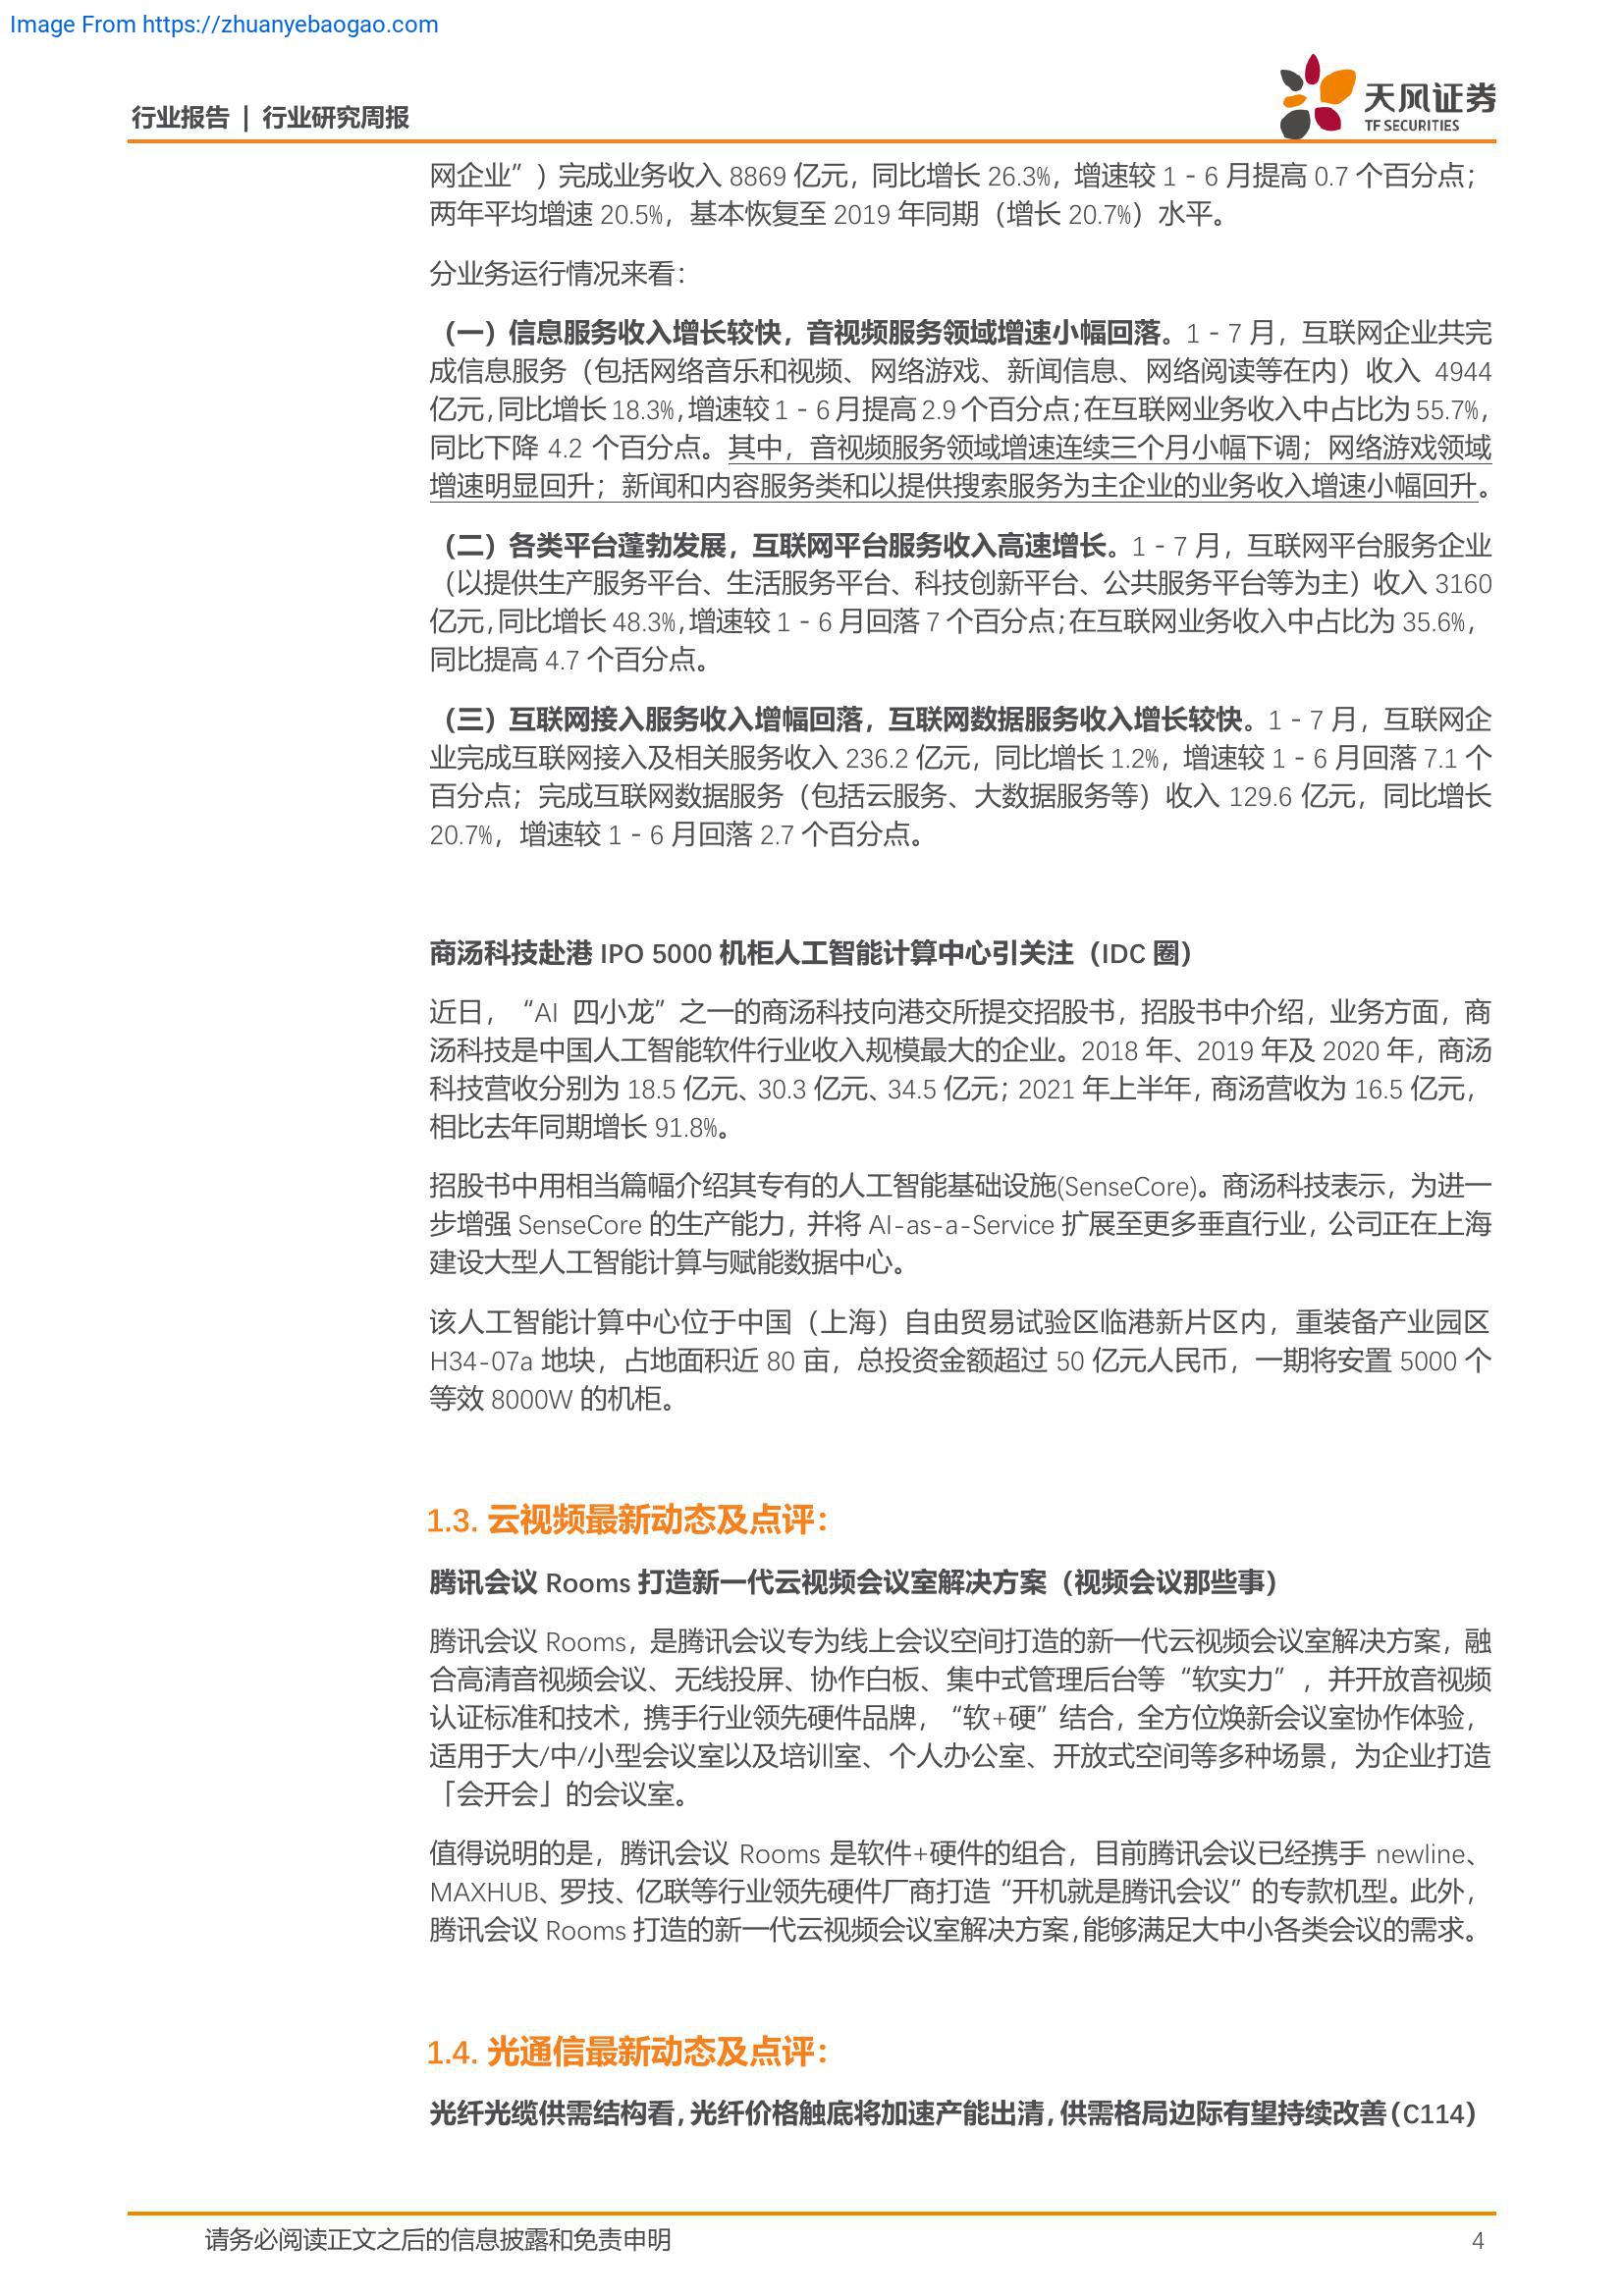 Image From https://zhuanyebaogao.com
行业报告 | 行业研究周报
天风证券
TF SECURITIES
网企业”）完成业务收入 8869 亿元，同比增长 26.3%，增速较 1－6 月提高 0.7 个百分点；
两年平均增速 20.5%，基本恢复至 2019 年同期（增长 20.7%）水平。
分业务运行情况来看：
（一）信息服务收入增长较快，音视频服务领域增速小幅回落。1－7 月，互联网企业共完
成信息服务（包括网络音乐和视频、网络游戏、新闻信息、网络阅读等在内）收入 4944
亿元，同比增长 18.3%，增速较 1－6 月提高 2.9 个百分点；在互联网业务收入中占比为 55.7%，
同比下降 4.2 个百分点。其中，音视频服务领域增速连续三个月小幅下调；网络游戏领域
增速明显回升；新闻和内容服务类和以提供搜索服务为主企业的业务收入增速小幅回升。
（二）各类平台蓬勃发展，互联网平台服务收入高速增长。1－7 月，互联网平台服务企业
（以提供生产服务平台、生活服务平台、科技创新平台、公共服务平台等为主）收入 3160
亿元，同比增长 48.3%，增速较 1－6 月回落 7 个百分点；在互联网业务收入中占比为 35.6%，
同比提高 4.7 个百分点。
（三）互联网接入服务收入增幅回落，互联网数据服务收入增长较快。1－7 月，互联网企
业完成互联网接入及相关服务收入 236.2 亿元，同比增长 1.2%，增速较 1－6 月回落 7.1 个
百分点；完成互联网数据服务（包括云服务、大数据服务等）收入 129.6 亿元，同比增长
20.7%，增速较 1－6 月回落 2.7 个百分点。
商汤科技赴港 IPO 5000 机柜人工智能计算中心引关注（IDC 圈）
近日，“AI 四小龙”之一的商汤科技向港交所提交招股书，招股书中介绍，业务方面，商
汤科技是中国人工智能软件行业收入规模最大的企业。2018 年、2019 年及 2020 年，商汤
科技营收分别为 18.5 亿元、30.3 亿元、34.5 亿元；2021 年上半年，商汤营收为 16.5 亿元，
相比去年同期增长 91.8%。
招股书中用相当篇幅介绍其专有的人工智能基础设施(SenseCore)。商汤科技表示，为进一
步增强 SenseCore 的生产能力，并将 AI-as-a-Service 扩展至更多垂直行业，公司正在上海
建设大型人工智能计算与赋能数据中心。
该人工智能计算中心位于中国（上海）自由贸易试验区临港新片区内，重装备产业园区
H34-07a 地块，占地面积近 80 亩，总投资金额超过 50 亿元人民币，一期将安置 5000 个
等效 8000W 的机柜。
1.3. 云视频最新动态及点评：
腾讯会议 Rooms 打造新一代云视频会议室解决方案（视频会议那些事）
腾讯会议 Rooms，是腾讯会议专为线上会议空间打造的新一代云视频会议室解决方案，融
合高清音视频会议、无线投屏、协作白板、集中式管理后台等“软实力”，并开放音视频
认证标准和技术，携手行业领先硬件品牌，“软+硬”结合，全方位焕新会议室协作体验，
适用于大/中/小型会议室以及培训室、个人办公室、开放式空间等多种场景，为企业打造
「会开会」的会议室。
值得说明的是，腾讯会议 Rooms 是软件+硬件的组合，目前腾讯会议已经携手 newline、
MAXHUB、罗技、亿联等行业领先硬件厂商打造“开机就是腾讯会议”的专款机型。此外，
腾讯会议 Rooms 打造的新一代云视频会议室解决方案，能够满足大中小各类会议的需求。
1.4. 光通信最新动态及点评：
光纤光缆供需结构看，光纤价格触底将加速产能出清，供需格局边际有望持续改善（C114）
请务必阅读正文之后的信息披露和免责申明
4